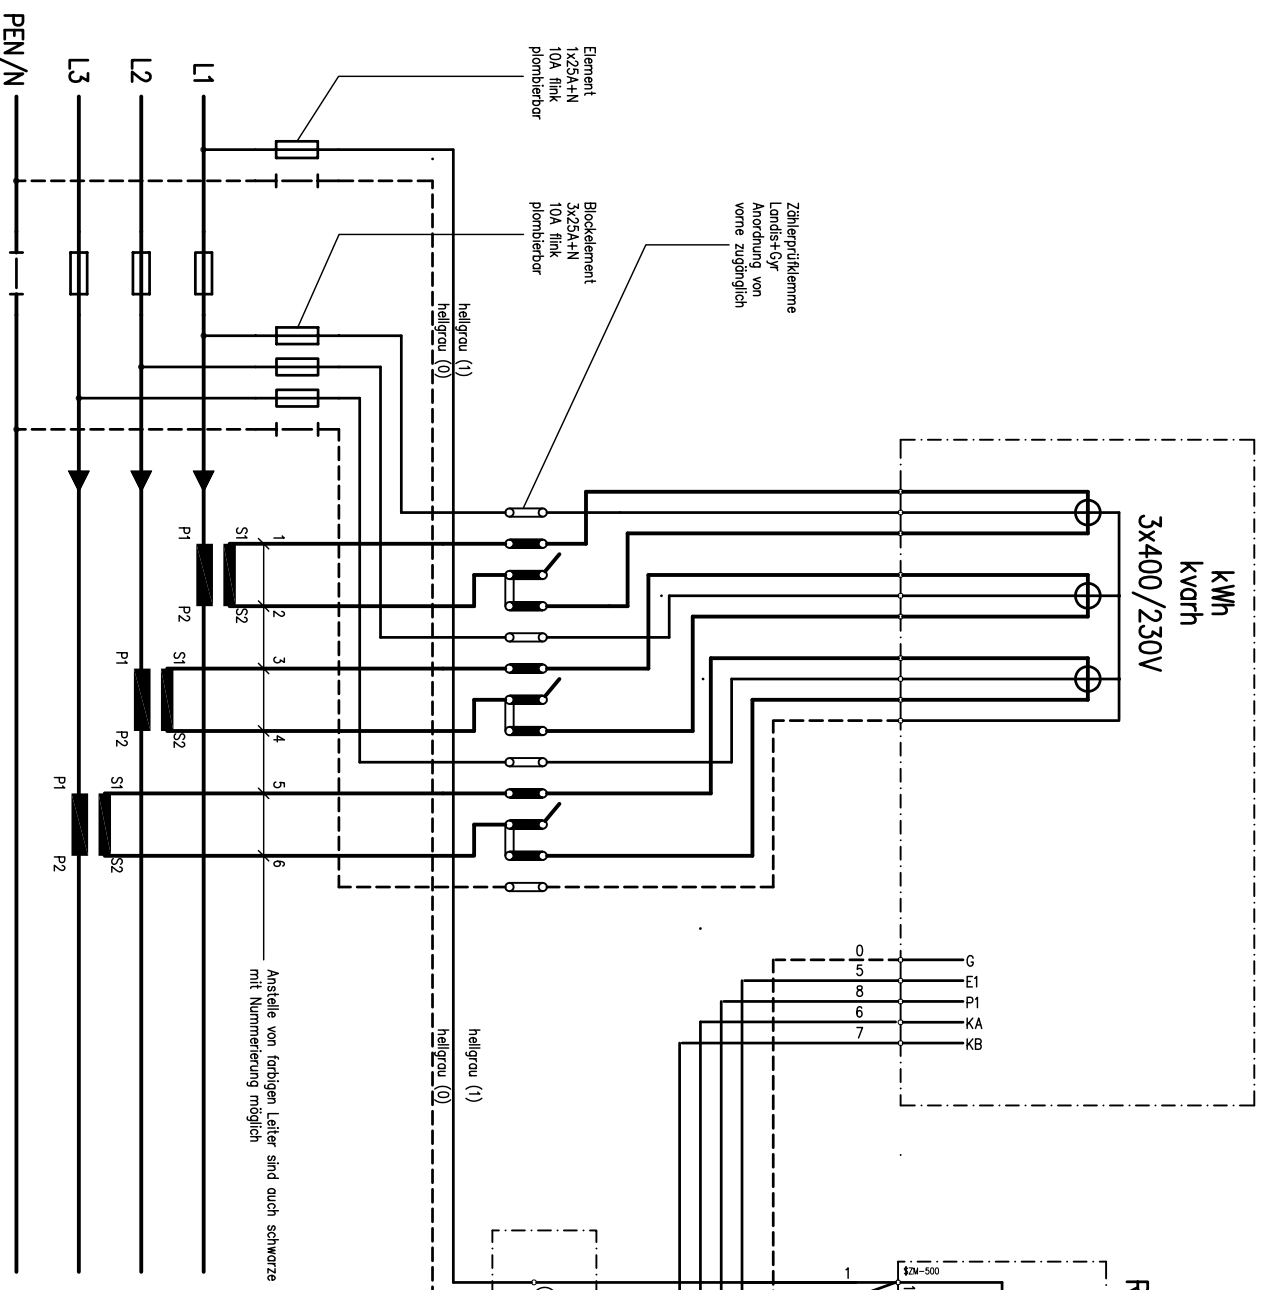 PEN/N
L3
L2
L1
Element
1x25A+N
10A flink
plombierbar
Blockelement
3x25A+N
10A flink
plombierbar
Zählerprüfklemme
Landis+Gyr
Anordnung von
vorne zugänglich
hellgrau (1)
hellgrau (0)
kWh
kvarh
3x400/230V
P1
S1
1
P2
S2
2
P1
S1
3
P2
S2
4
P1
S1
5
P2
S2
6
Anstelle von farbigen Leiter sind auch schwarze
mit Nummerierung möglich
hellgrau (1)
hellgrau (0)
0
G
5
E1
8
P1
6
KA
7
KB
1
$ZM-500